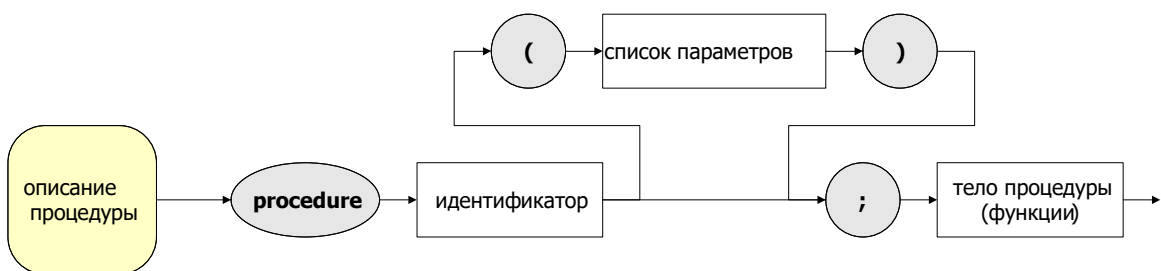 ( список параметров )
описание
процедуры
procedure
идентификатор
;
тело процедуры
(функции)